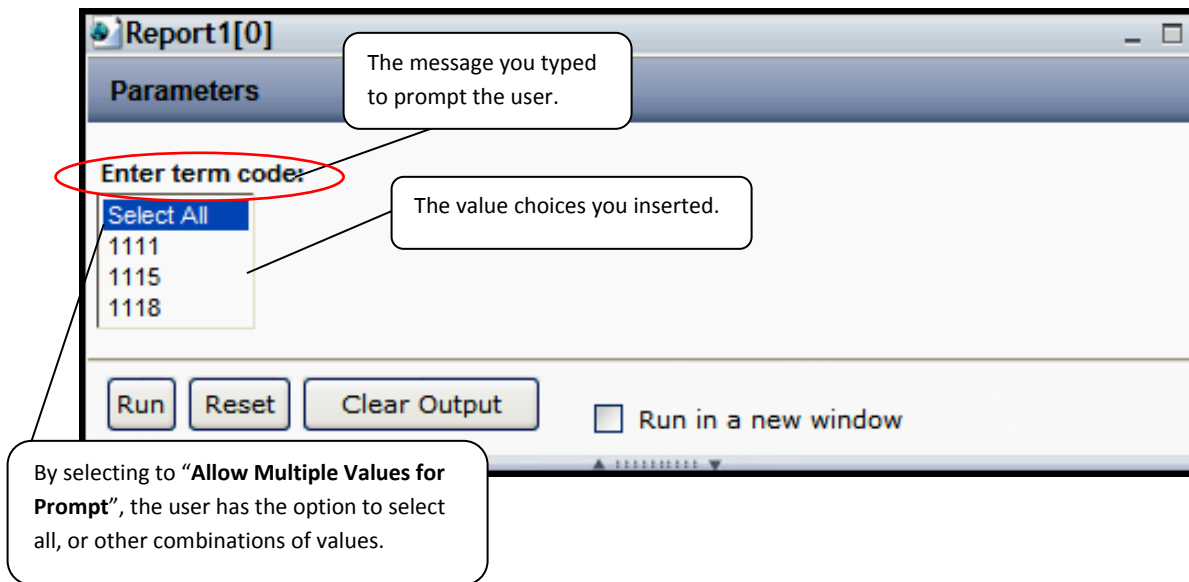 Report1[0]
The message you typed
to prompt the user.
Parameters
Enter term code:
Select All
1111
1115
1118
The value choices you inserted.
Run Reset Clear Output Run in a new window
By selecting to “Allow Multiple Values for
Prompt”, the user has the option to select
all, or other combinations of values.